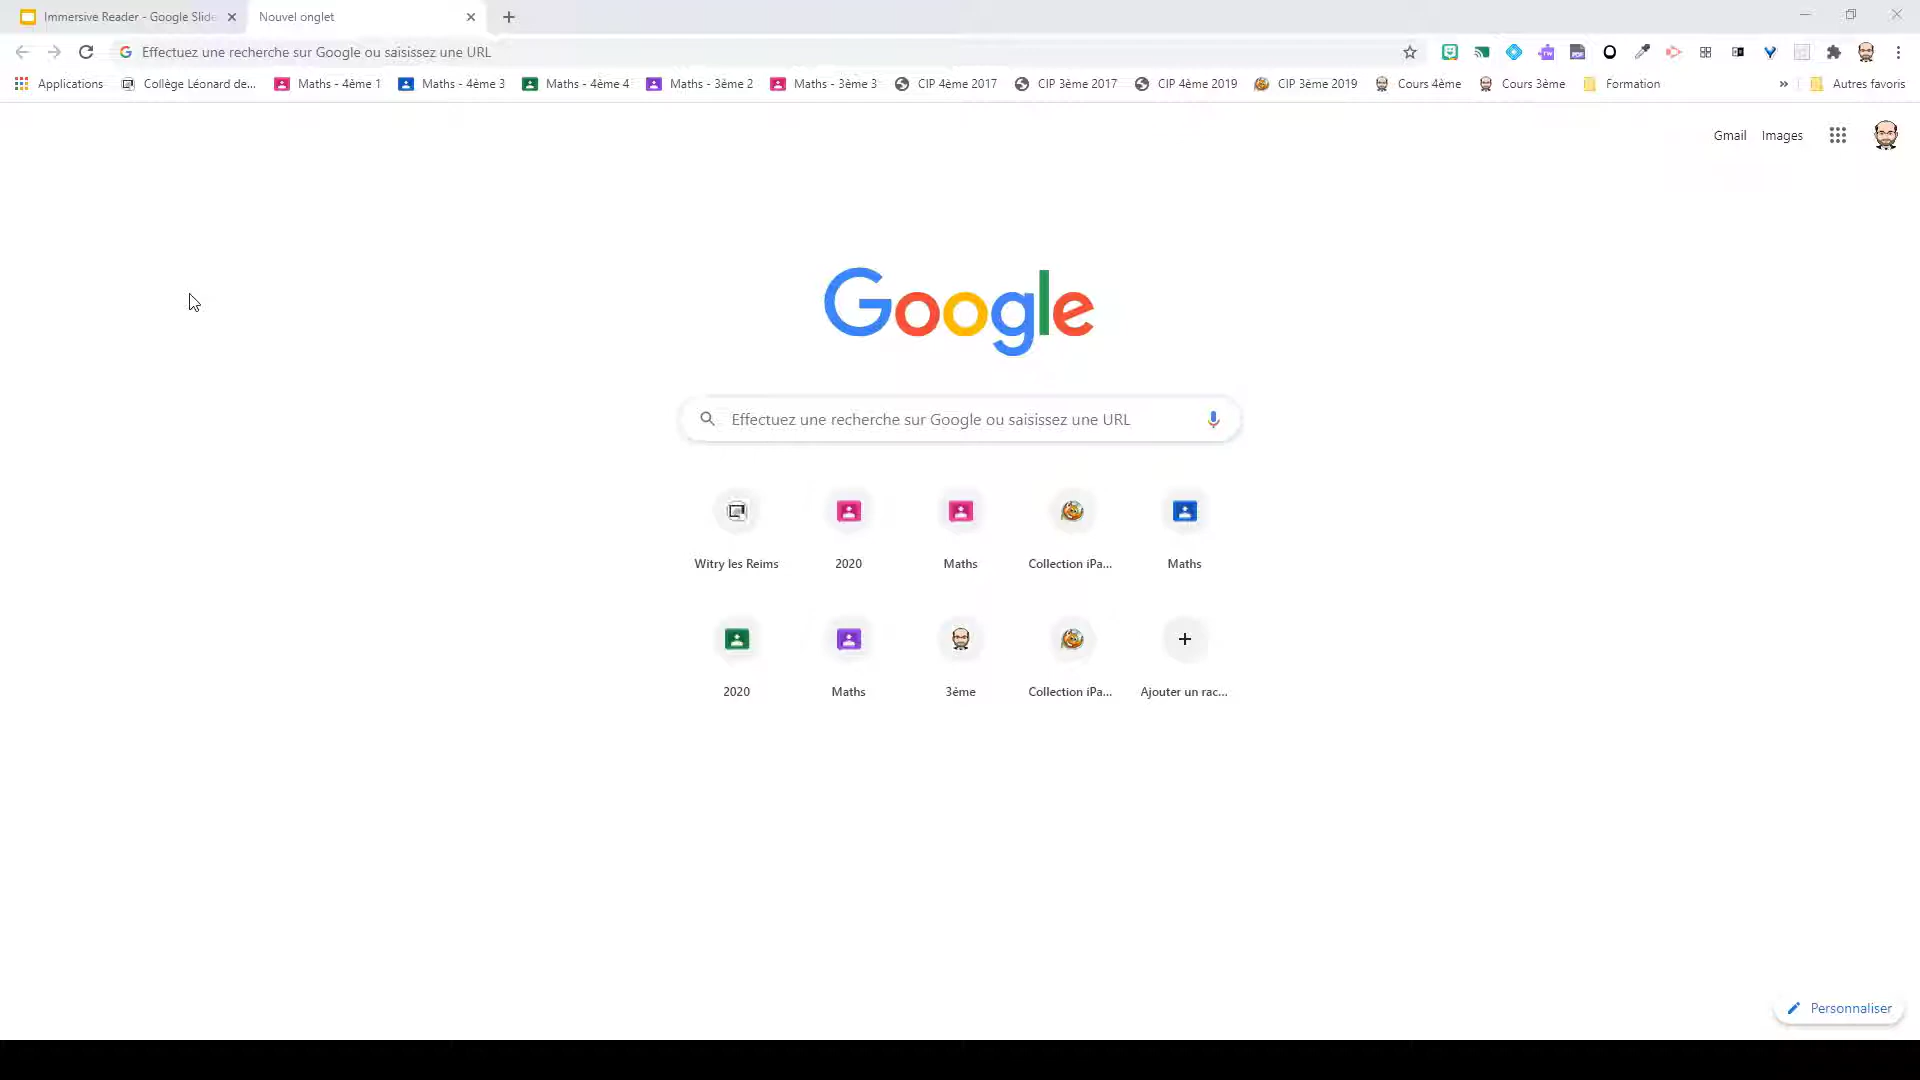 Immersive Reader - Google Slide
Nouvel onglet
Effectuez une recherche sur Google ou saisissez une URL
Applications
Collège Léonard de...
Maths - 4ème 1
Maths - 4ème 3
Maths - 4ème 4
Maths - 3ème 2
Maths - 3ème 3
CIP 4ème 2017
CIP 3ème 2017
CIP 4ème 2019
CIP 3ème 2019
Cours 4ème
Cours 3ème
Formation
»
Autres favoris
Gmail
Images
Google
Effectuez une recherche sur Google ou saisissez une URL
Witry les Reims
2020
Maths
Collection iPa...
Maths
2020
Maths
3ème
Collection iPa...
Ajouter un rac...
Personnaliser